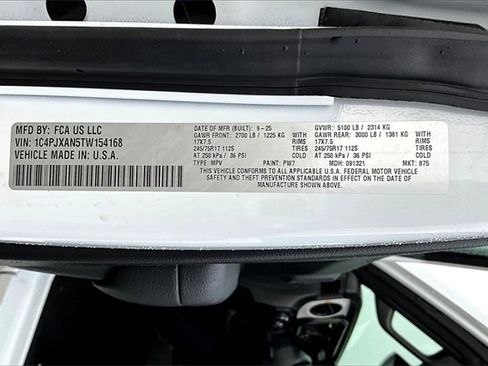 MFD BY: FCA US LLC
VIN: 1C4PJXAN5TW154168
VEHICLE MADE IN: U.S.A.
DATE OF MFR (BUILT): 9-25 GVWR: 5100 LB / 2314 KG
GAWR FRONT: 2700 LB / 1225 KG WITH GAWR REAR: 3000 LB / 1361 KG WITH
17X7.5 RIMS 17X7.5 RIMS
245/75R17 112S TIRES 245/75R17 112S TIRES
AT 250 kPa / 36 PSI AT 250 kPa / 36 PSI
TYPE: MPV PAINT: PW7 MDH: 091321 MKT: 875
THIS VEHICLE CONFORMS TO ALL APPLICABLE U.S.A. FEDERAL MOTOR VEHICLE
SAFETY AND THEFT PREVENTION STANDARDS IN EFFECT ON THE DATE OF
MANUFACTURE SHOWN ABOVE.